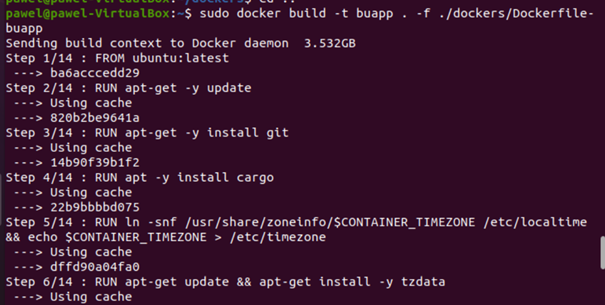 pawel@pawel-VirtualBox:~$ sudo docker build -t buapp . -f ./dockers/Dockerfile-
buapp
Sending build context to Docker daemon  3.532GB
Step 1/14 : FROM ubuntu:latest
 ---> ba6acccedd29
Step 2/14 : RUN apt-get -y update
 ---> Using cache
 ---> 820b2be9641a
Step 3/14 : RUN apt-get -y install git
 ---> Using cache
 ---> 14b90f39b1f2
Step 4/14 : RUN apt -y install cargo
 ---> Using cache
 ---> 22b9bbbbd075
Step 5/14 : RUN ln -snf /usr/share/zoneinfo/$CONTAINER_TIMEZONE /etc/localtime
&& echo $CONTAINER_TIMEZONE > /etc/timezone
 ---> Using cache
 ---> dffd90a04fa0
Step 6/14 : RUN apt-get update && apt-get install -y tzdata
 ---> Using cache